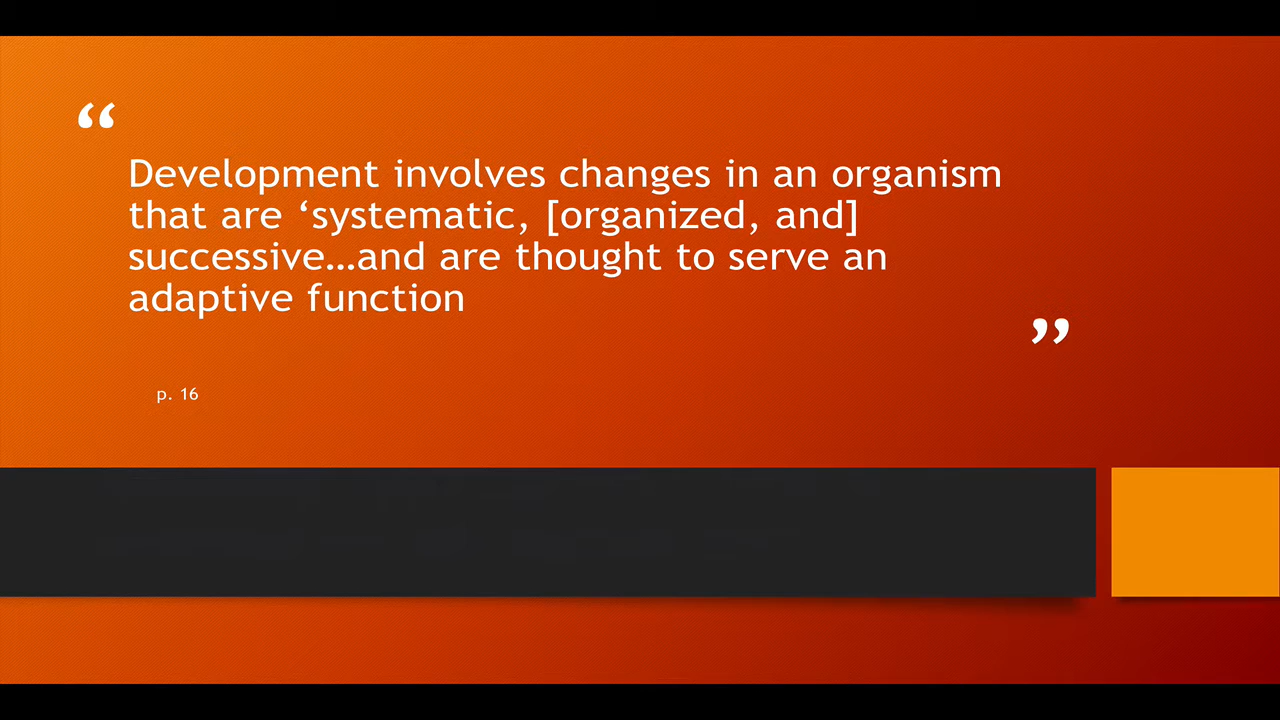 “
Development involves changes in an organism
that are ‘systematic, [organized, and]
successive…and are thought to serve an
adaptive function
”
p. 16